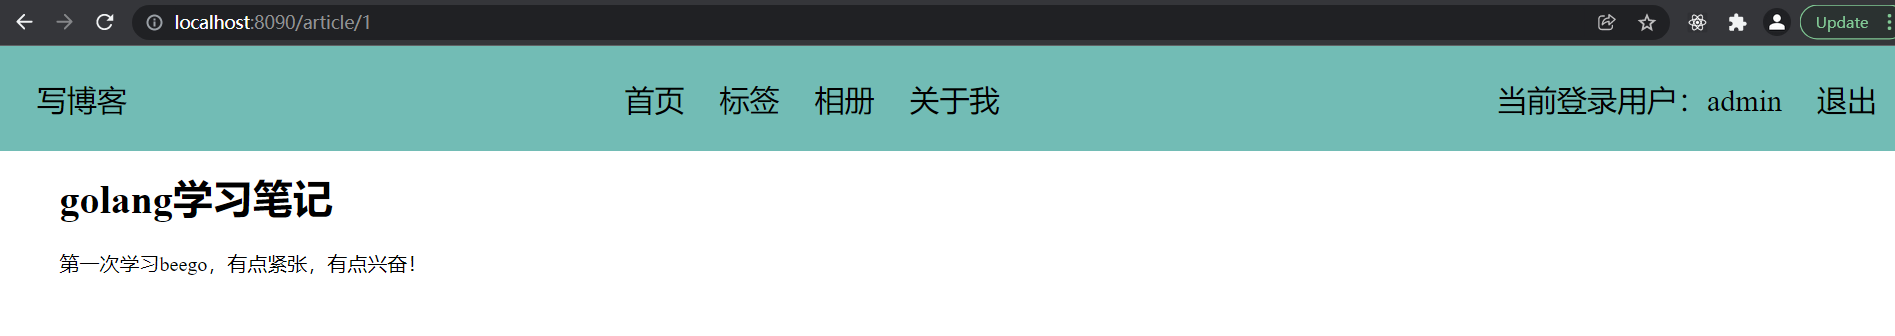 localhost:8090/article/1
Update
写博客 首页 标签 相册 关于我 当前登录用户：admin 退出
golang学习笔记
第一次学习beego，有点紧张，有点兴奋！